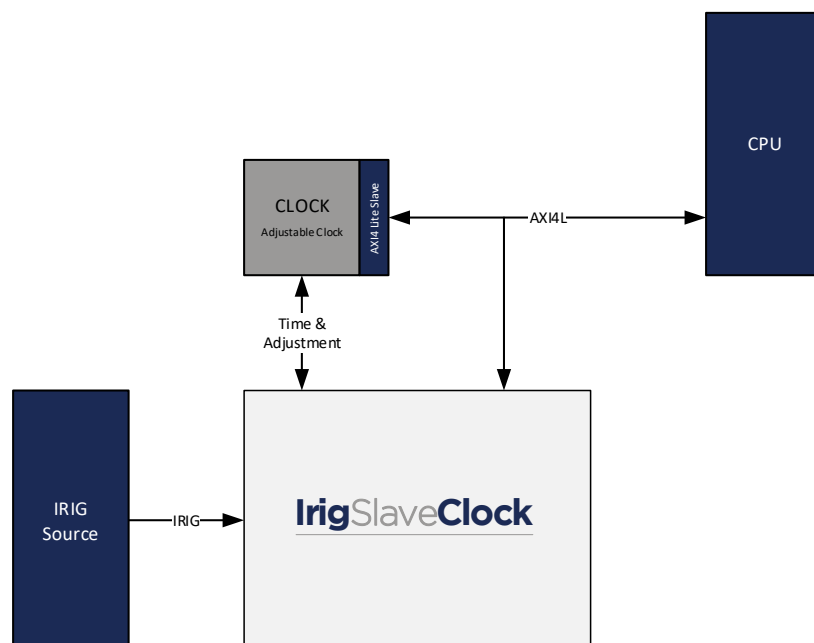 CPU
CLOCK
Adjustable Clock
AXI4 Lite Slave
AXI4L
Time &
Adjustment
IRIG
Source
IRIG
IrigSlaveClock